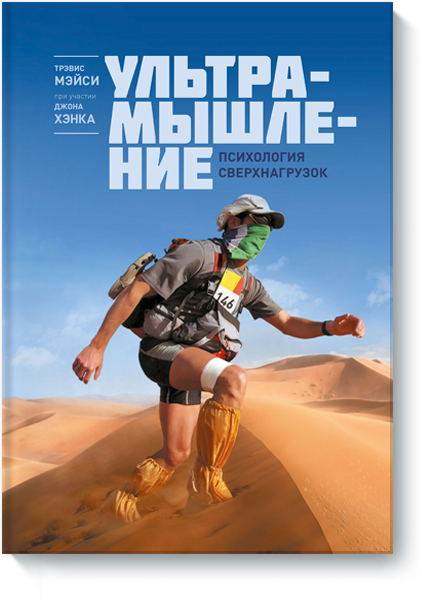 ТРЭВИС
МЭЙСИ
при участии
ДЖОНА
ХЭНКА
УЛЬТРА-
МЫШЛЕ-
НИЕ
ПСИХОЛОГИЯ
СВЕРХНАГРУЗОК
146